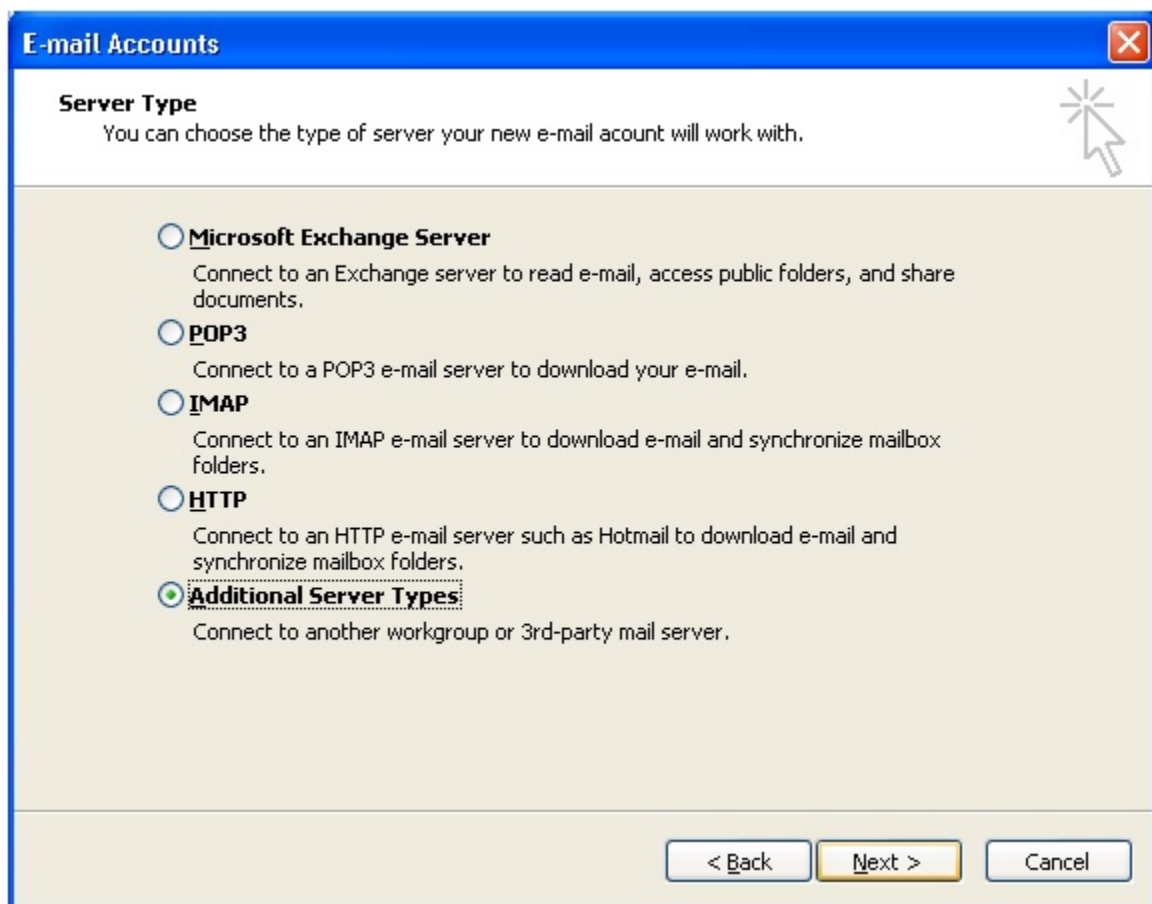 E-mail Accounts
Server Type
You can choose the type of server your new e-mail acount will work with.
Microsoft Exchange Server
Connect to an Exchange server to read e-mail, access public folders, and share
documents.
POP3
Connect to a POP3 e-mail server to download your e-mail.
IMAP
Connect to an IMAP e-mail server to download e-mail and synchronize mailbox
folders.
HTTP
Connect to an HTTP e-mail server such as Hotmail to download e-mail and
synchronize mailbox folders.
Additional Server Types
Connect to another workgroup or 3rd-party mail server.
< Back Next > Cancel